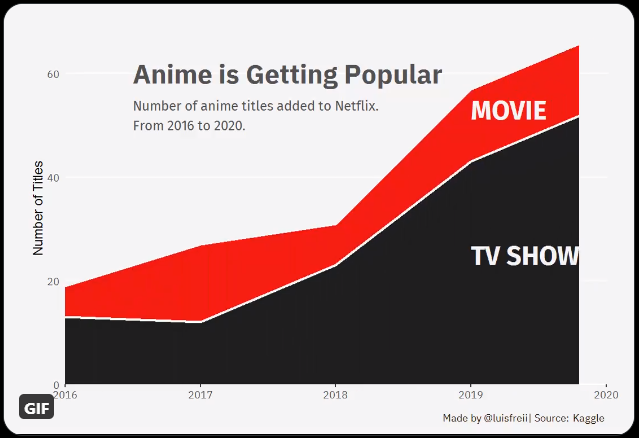 Anime is Getting Popular
Number of anime titles added to Netflix.
From 2016 to 2020.
Number of Titles
60
40
20
0
MOVIE
TV SHOW
2016 2017 2018 2019 2020
GIF
Made by @luisfreii| Source: Kaggle